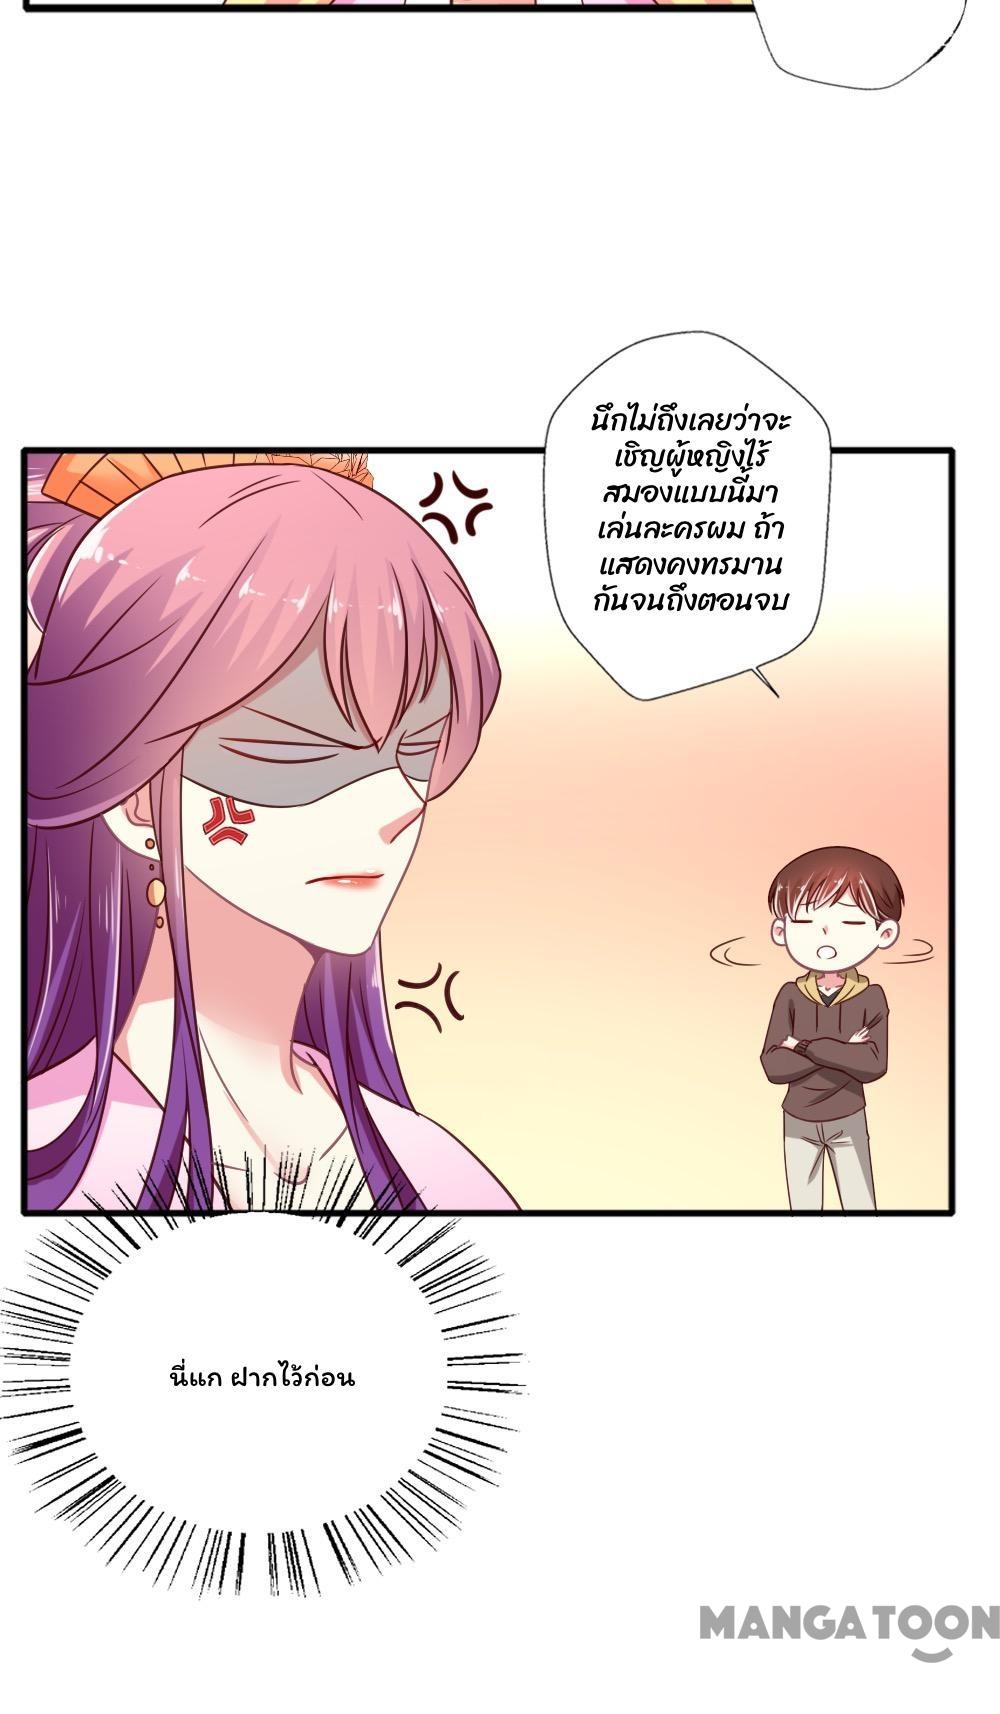 นึกไม่ถึงเลยว่าจะ
เชิญผู้หญิงไร้
สมองแบบนี้มา
เล่นละครผม ถ้า
แสดงคงทรมาน
กันจนถึงตอนจบ
นี่แก ฝากไว้ก่อน
MANGATOON